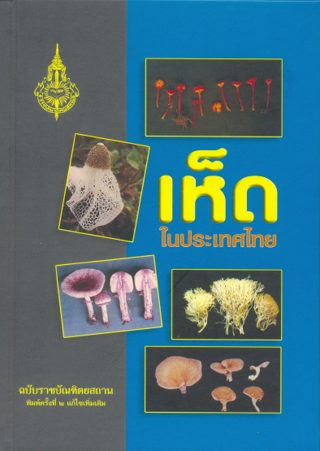 เห็ด
ในประเทศไทย
ฉบับราชบัณฑิตยสถาน
พิมพ์ครั้งที่ ๒ แก้ไขเพิ่มเติม